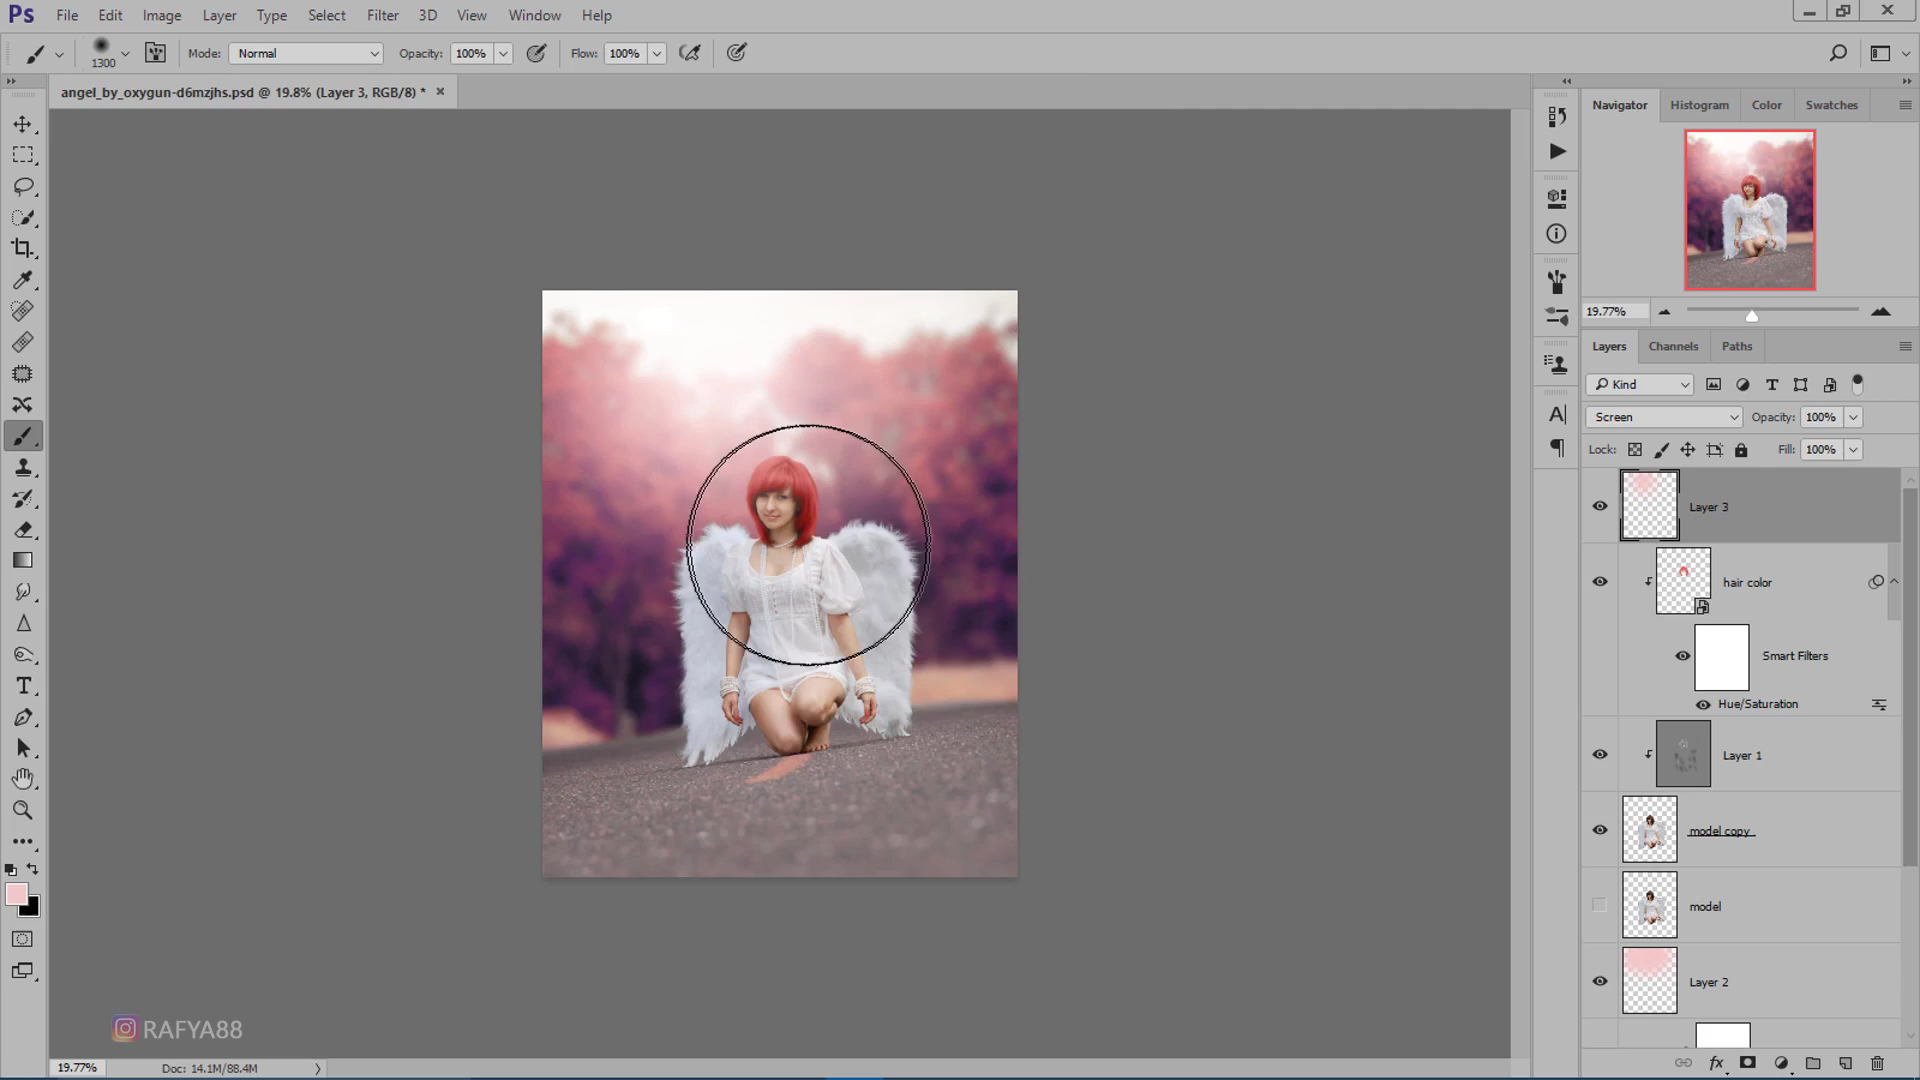 Ps File Edit Image Layer Type Select Filter 3D View Window Help
1300 Mode: Normal Opacity: 100% Flow: 100%
angel_by_oxygun-d6mzjhs.psd @ 19.8% (Layer 3, RGB/8) *
Navigator Histogram Color Swatches
19.77%
Layers Channels Paths
Kind
Screen Opacity: 100%
Lock: Fill: 100%
Layer 3
hair color
Smart Filters
Hue/Saturation
Layer 1
model copy
model
Layer 2
RAFYA88
19.77% Doc: 14.1M/88.4M
fx